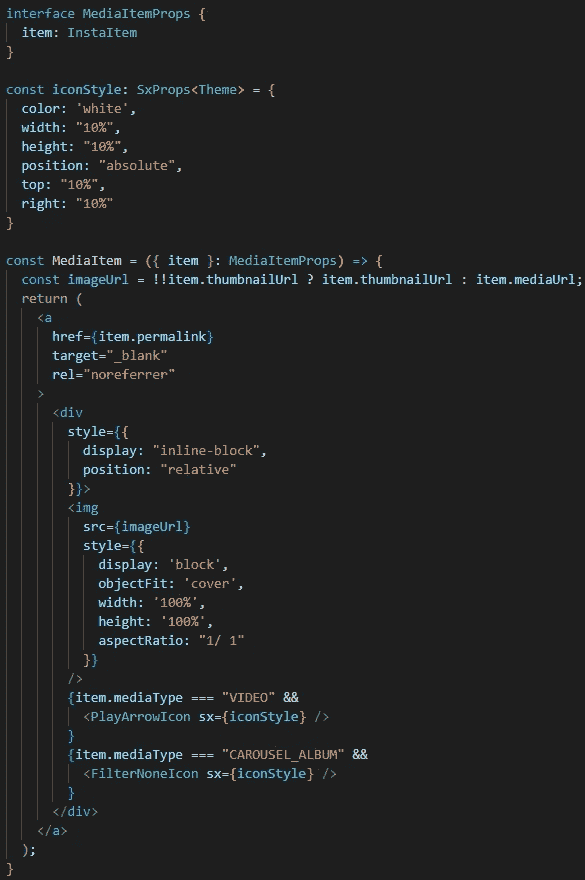 interface MediaItemProps {
  item: InstaItem
}

const iconStyle: SxProps<Theme> = {
  color: 'white',
  width: "10%",
  height: "10%",
  position: "absolute",
  top: "10%",
  right: "10%"
}

const MediaItem = ({ item }: MediaItemProps) => {
  const imageUrl = !!item.thumbnailUrl ? item.thumbnailUrl : item.mediaUrl;
  return (
    <a
      href={item.permalink}
      target="_blank"
      rel="noreferrer"
    >
      <div
        style={{
          display: "inline-block",
          position: "relative"
        }}>
        <img
          src={imageUrl}
          style={{
            display: 'block',
            objectFit: 'cover',
            width: '100%',
            height: '100%',
            aspectRatio: "1/ 1"
          }}
        />
        {item.mediaType === "VIDEO" &&
          <PlayArrowIcon sx={iconStyle} />
        }
        {item.mediaType === "CAROUSEL_ALBUM" &&
          <FilterNoneIcon sx={iconStyle} />
        }
      </div>
    </a>
  );
}